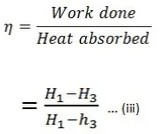 η = Work done / Heat absorbed
= H₁−H₃ / H₁−h₃ ... (iii)